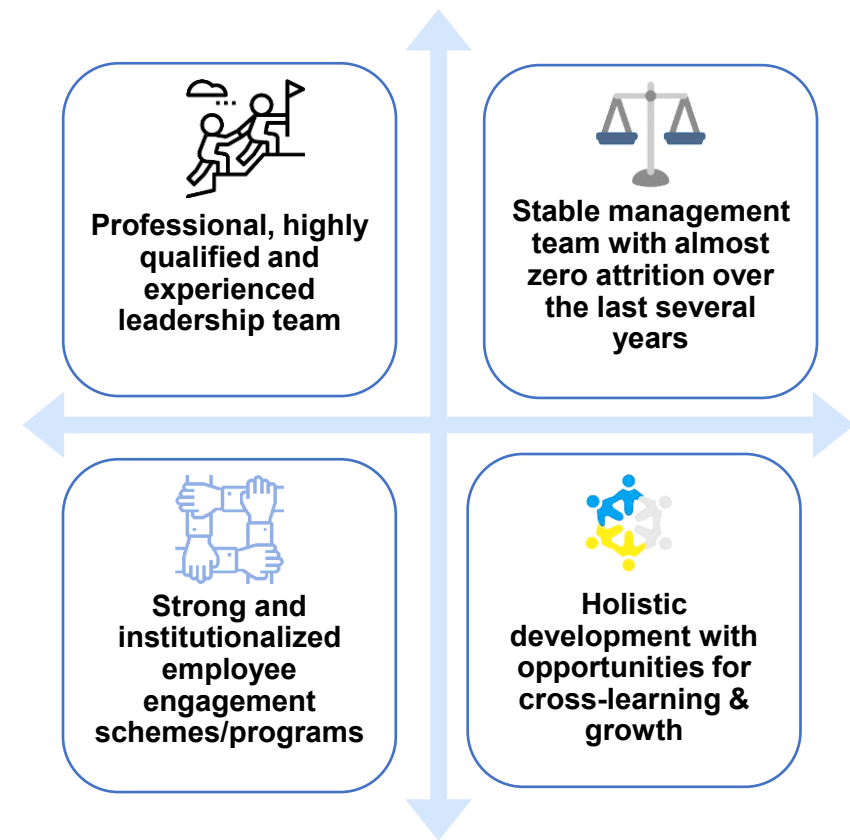 Professional, highly
qualified and
experienced
leadership team
Stable management
team with almost
zero attrition over
the last several
years
Strong and
institutionalized
employee
engagement
schemes/programs
Holistic
development with
opportunities for
cross-learning &
growth